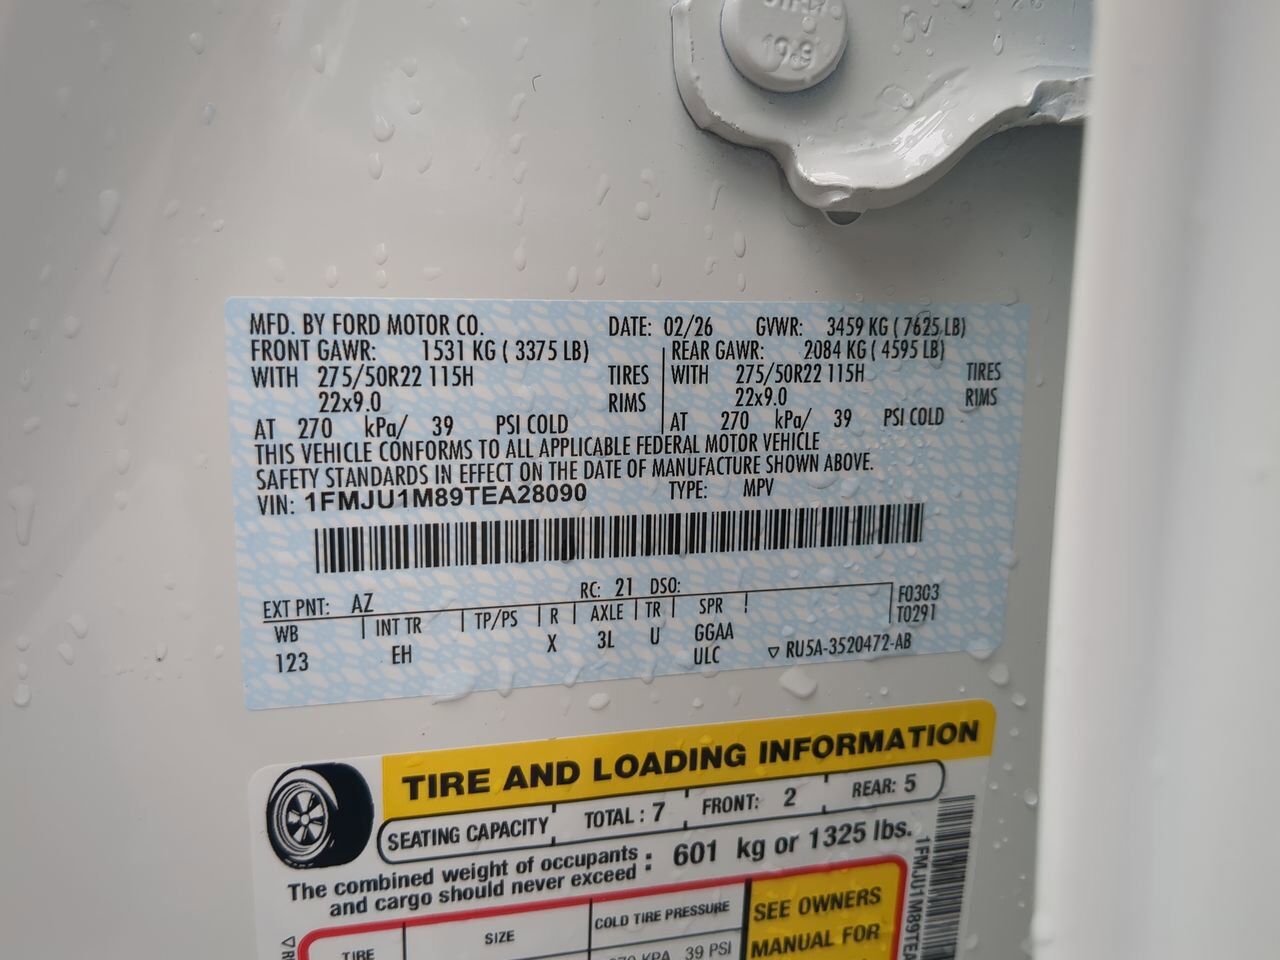 19.9
MFD. BY FORD MOTOR CO. DATE: 02/26 GVWR: 3459 KG ( 7625 LB)
FRONT GAWR: 1531 KG ( 3375 LB) REAR GAWR: 2084 KG ( 4595 LB)
WITH 275/50R22 115H TIRES WITH 275/50R22 115H TIRES
22x9.0 RIMS 22x9.0 RIMS
AT 270 kPa/ 39 PSI COLD AT 270 kPa/ 39 PSI COLD
THIS VEHICLE CONFORMS TO ALL APPLICABLE FEDERAL MOTOR VEHICLE
SAFETY STANDARDS IN EFFECT ON THE DATE OF MANUFACTURE SHOWN ABOVE.
VIN: 1FMJU1M89TEA28090 TYPE: MPV
EXT PNT: AZ RC: 21 DSO: F0303
WB INT TR TP/PS R AXLE TR SPR T0291
123 EH X 3L U GGAA
ULC ▽ RU5A-3520472-AB
TIRE AND LOADING INFORMATION
SEATING CAPACITY TOTAL : 7 FRONT: 2 REAR: 5
The combined weight of occupants and cargo should never exceed : 601 kg or 1325 lbs.
1FMJU1M89TEA
TIRE SIZE COLD TIRE PRESSURE SEE OWNERS
KPA 39 PSI MANUAL FOR